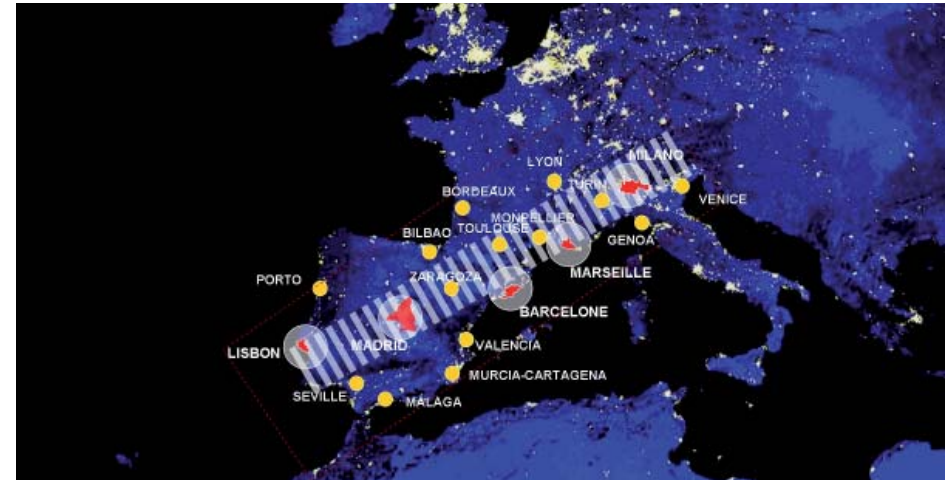 MILANO
LYON
TURIN
BORDEAUX
VENICE
MONPELLIER
TOULOUSE
BILBAO
GENOA
MARSEILLE
ZARAGOZA
PORTO
BARCELONE
VALENCIA
MADRID
LISBON
MURCIA-CARTAGENA
SEVILLE
MALAGA